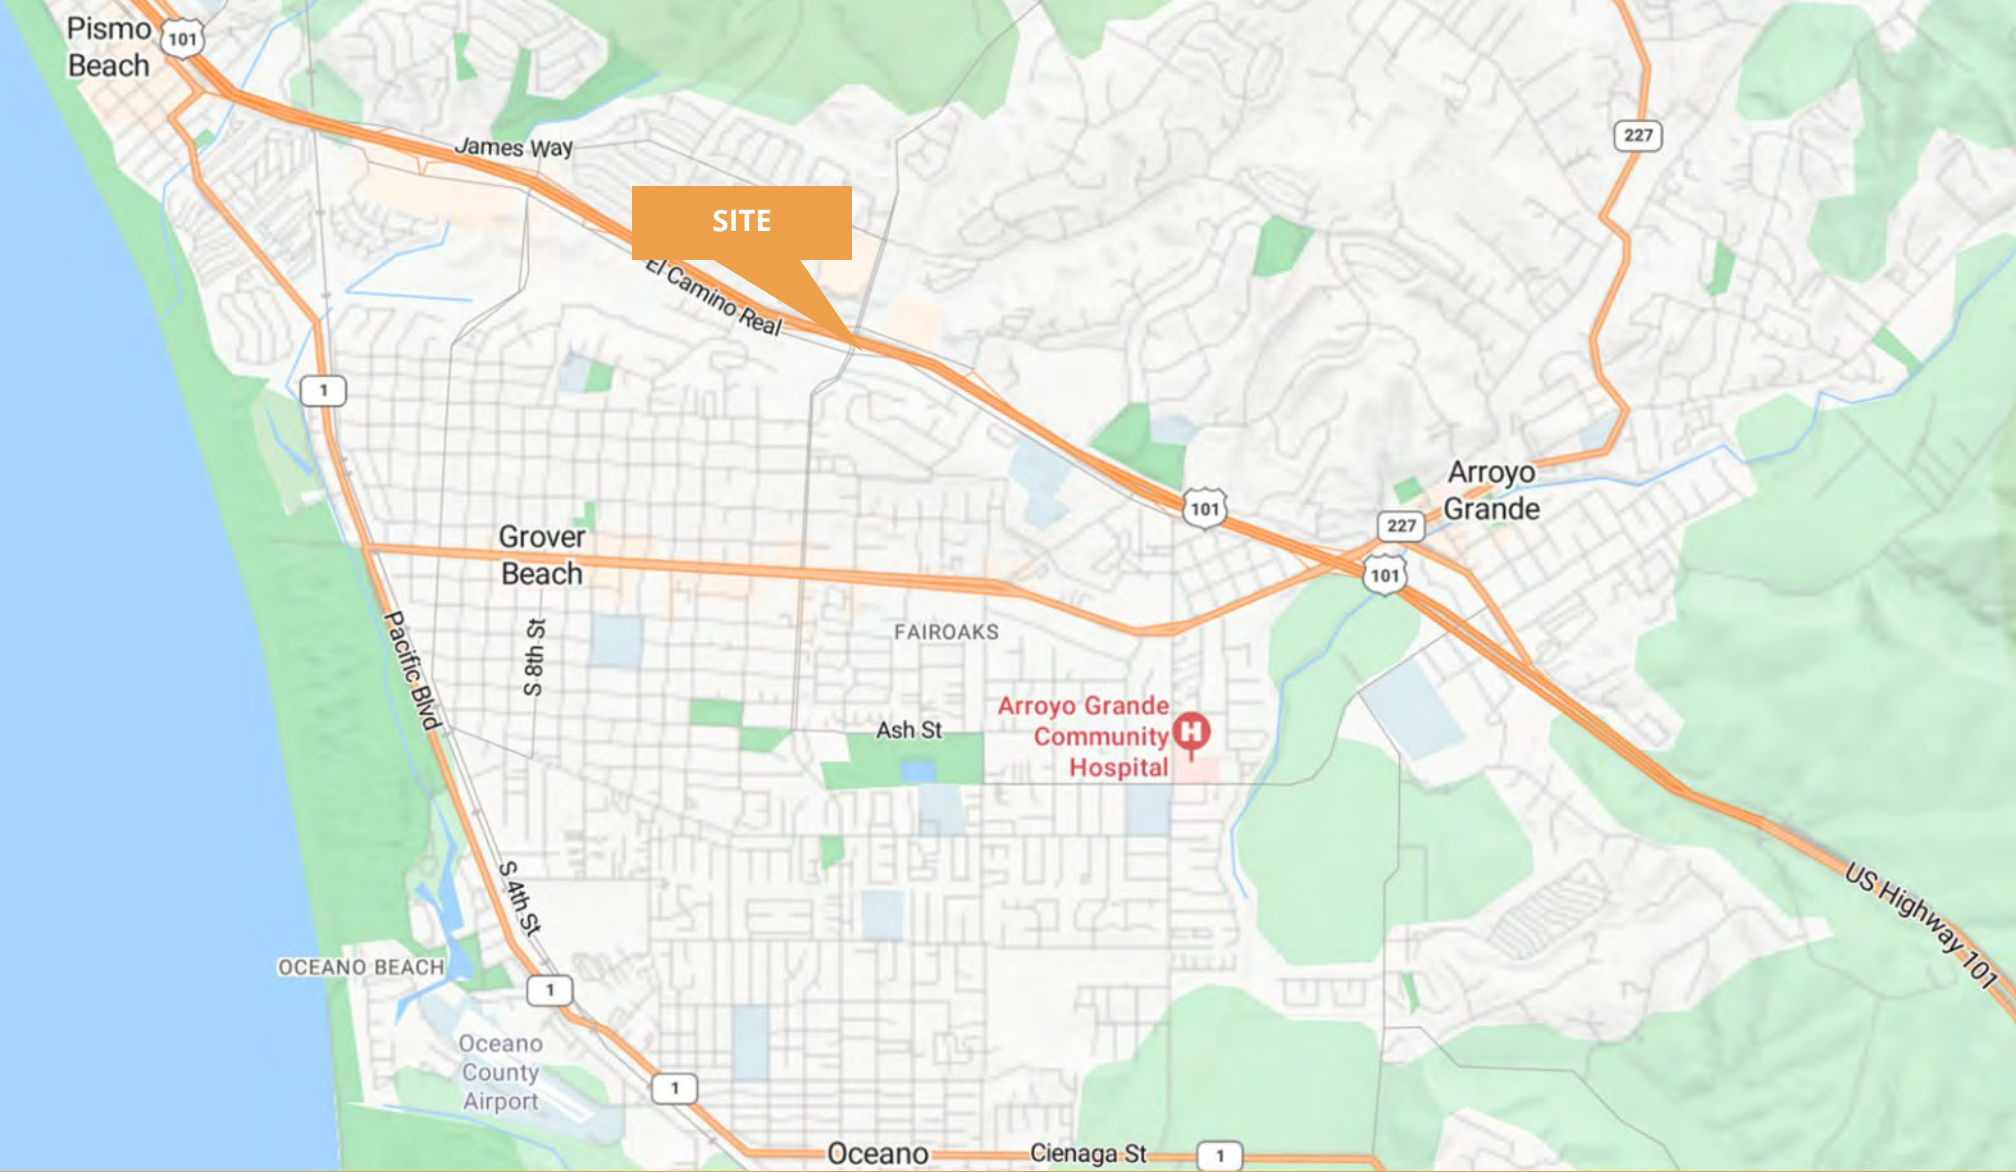 Pismo
Beach
101
James Way
227
SITE
El Camino Real
1
Arroyo
Grande
101
227
Grover
Beach
101
Pacific Blvd
S 8th St
FAIROAKS
Arroyo Grande
Community
Hospital
H
Ash St
S 4th St
US Highway 101
OCEANO BEACH
1
Oceano
County
Airport
1
Oceano
Cienaga St
1